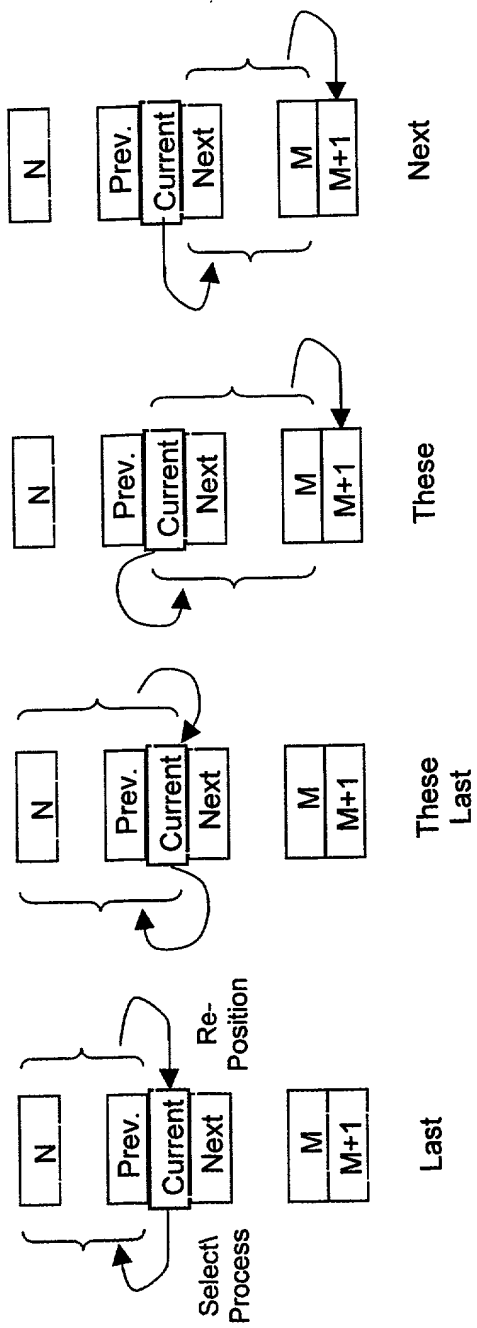 N
Prev.
Current
Next
M
M+1
Select\
Process
Re-
Position
Last
N
Prev.
Current
Next
M
M+1
These
Last
N
Prev.
Current
Next
M
M+1
These
N
Prev.
Current
Next
M
M+1
Next